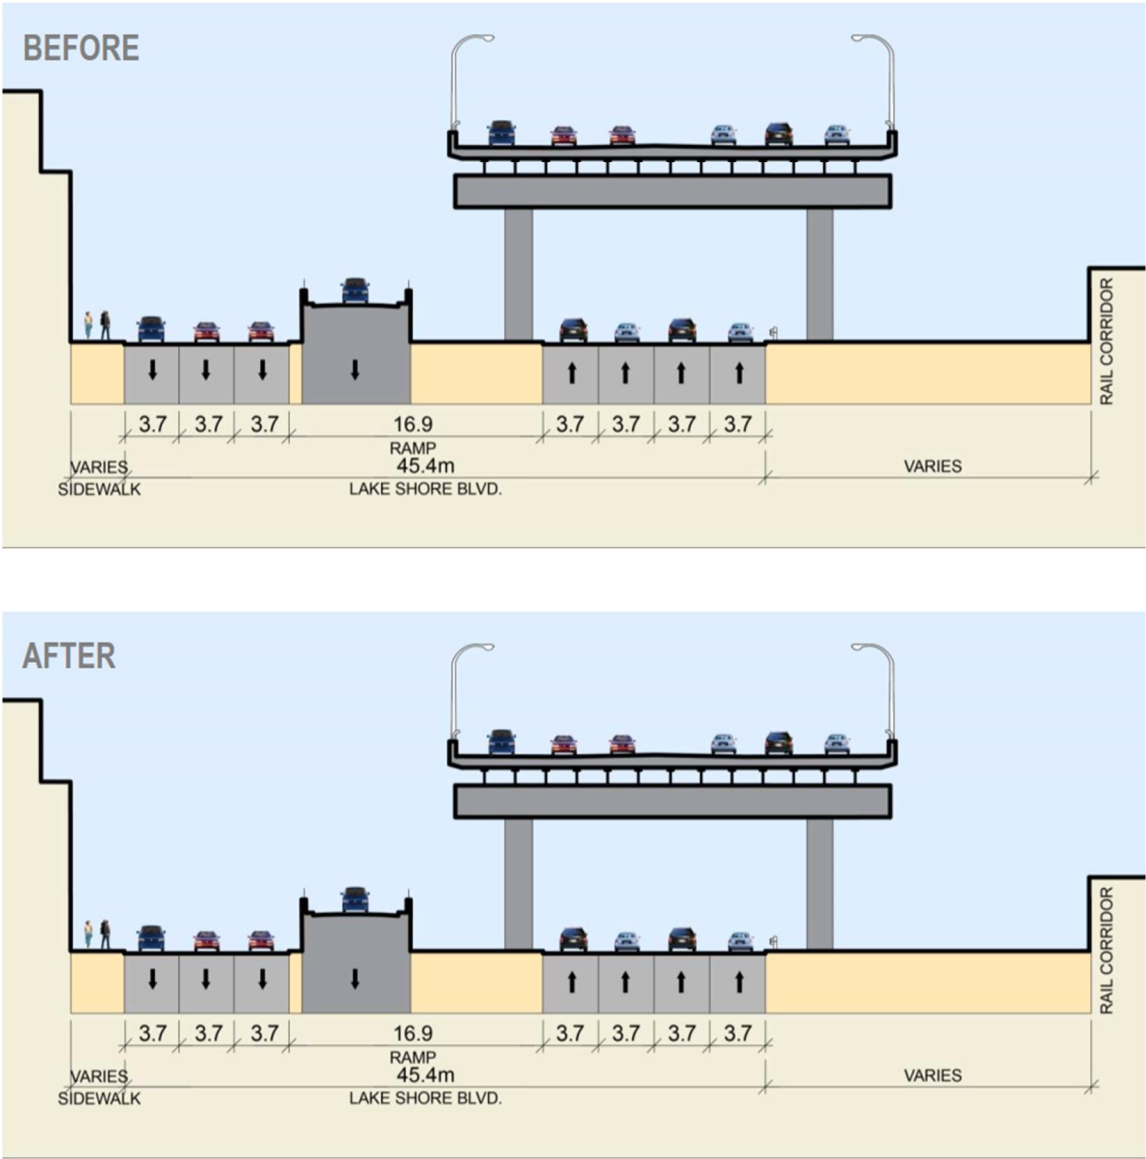 BEFORE
RAIL CORRIDOR
3.7 3.7 3.7 16.9 3.7 3.7 3.7 3.7
RAMP
VARIES 45.4m VARIES
SIDEWALK LAKE SHORE BLVD.
AFTER
RAIL CORRIDOR
3.7 3.7 3.7 16.9 3.7 3.7 3.7 3.7
RAMP
VARIES 45.4m VARIES
SIDEWALK LAKE SHORE BLVD.